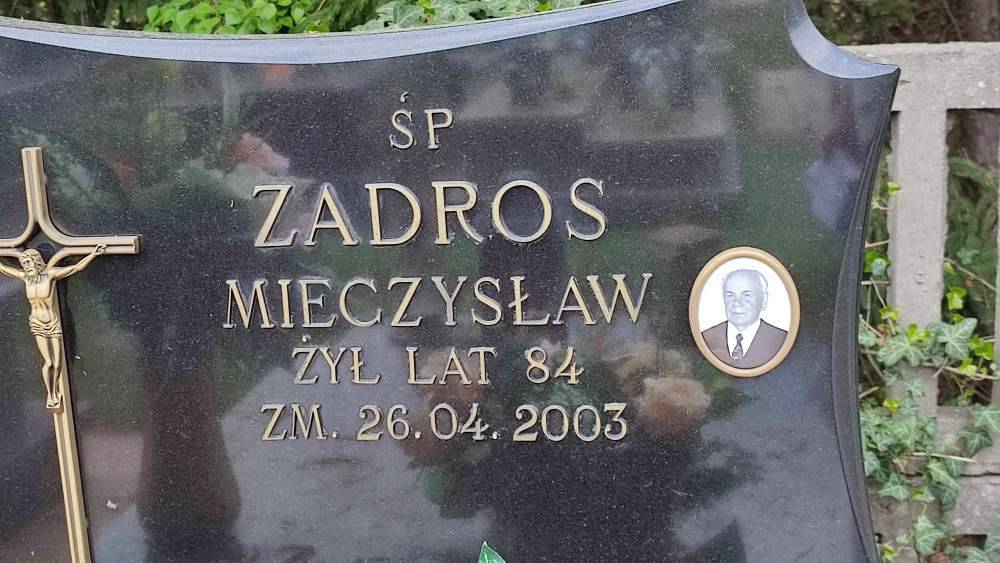 ŚP
ZADROS
MIECZYSŁAW
ŻYŁ LAT 84
ZM. 26.04.2003